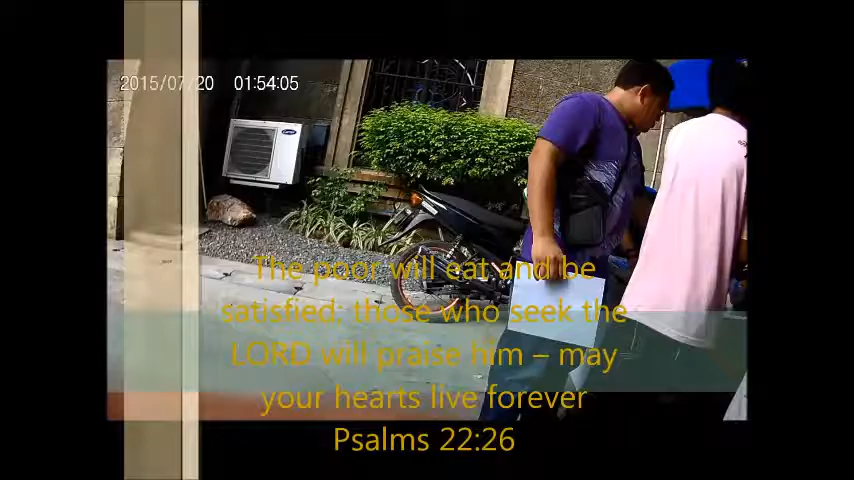 2015/07/20 01:54:05
The poor will eat and be
satisfied; those who seek the
LORD will praise him – may
your hearts live forever
Psalms 22:26